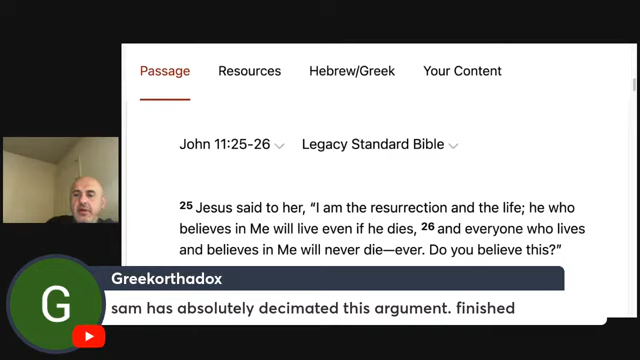 Passage Resources Hebrew/Greek Your Content
John 11:25-26 Legacy Standard Bible
25 Jesus said to her, “I am the resurrection and the life; he who
believes in Me will live even if he dies, 26 and everyone who lives
and believes in Me will never die—ever. Do you believe this?”
Greekorthadox
G
sam has absolutely decimated this argument. finished